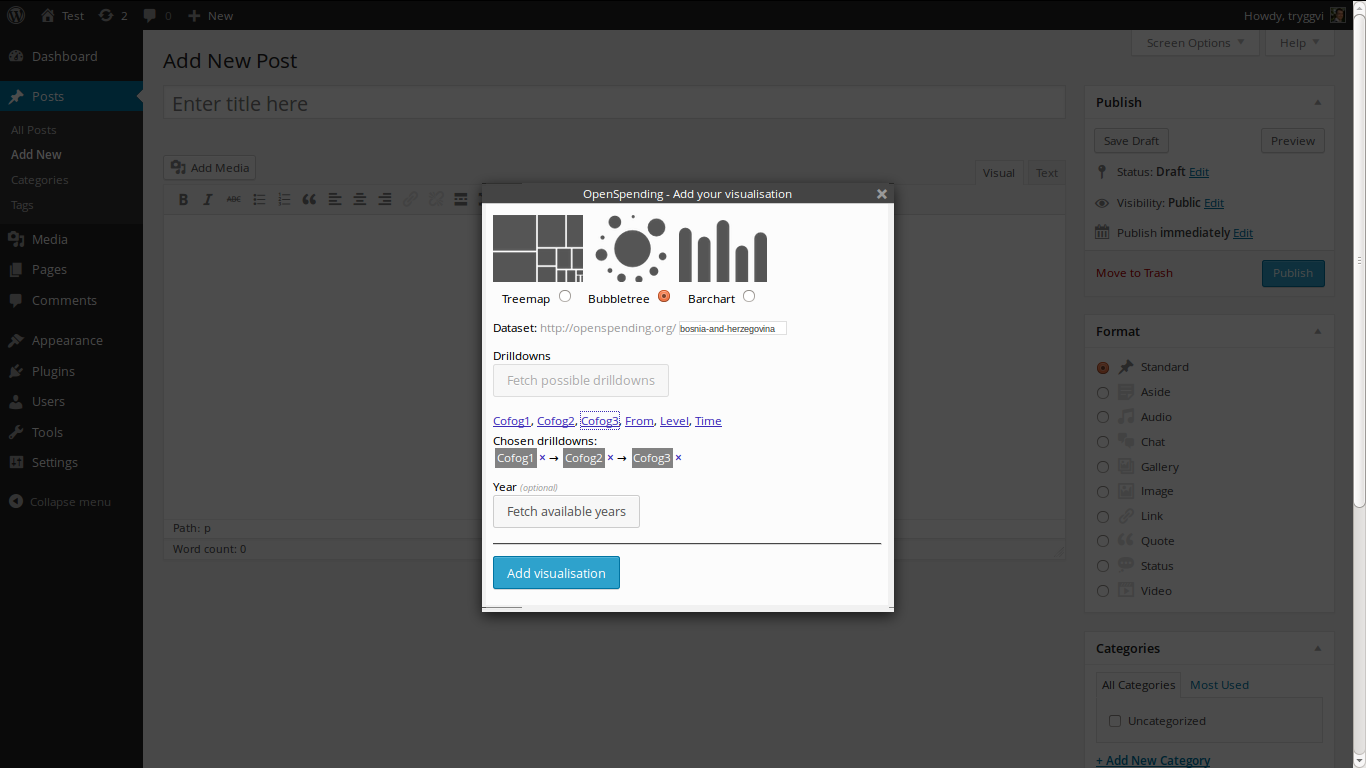 Test 2 0 New Howdy, tryggvi
Screen Options Help
Dashboard
Posts
All Posts
Add New
Categories
Tags
Media
Pages
Comments
Appearance
Plugins
Users
Tools
Settings
Collapse menu
Add New Post
Enter title here
Add Media
Visual Text
B I ABC
Path: p
Word count: 0
OpenSpending - Add your visualisation
Treemap Bubbletree Barchart
Dataset: http://openspending.org/ bosnia-and-herzegovina
Drilldowns
Fetch possible drilldowns
Cofog1, Cofog2, Cofog3, From, Level, Time
Chosen drilldowns:
Cofog1 × → Cofog2 × → Cofog3 ×
Year (optional)
Fetch available years
Add visualisation
Publish
Save Draft Preview
Status: Draft Edit
Visibility: Public Edit
Publish immediately Edit
Move to Trash Publish
Format
Standard
Aside
Audio
Chat
Gallery
Image
Link
Quote
Status
Video
Categories
All Categories Most Used
Uncategorized
+ Add New Category